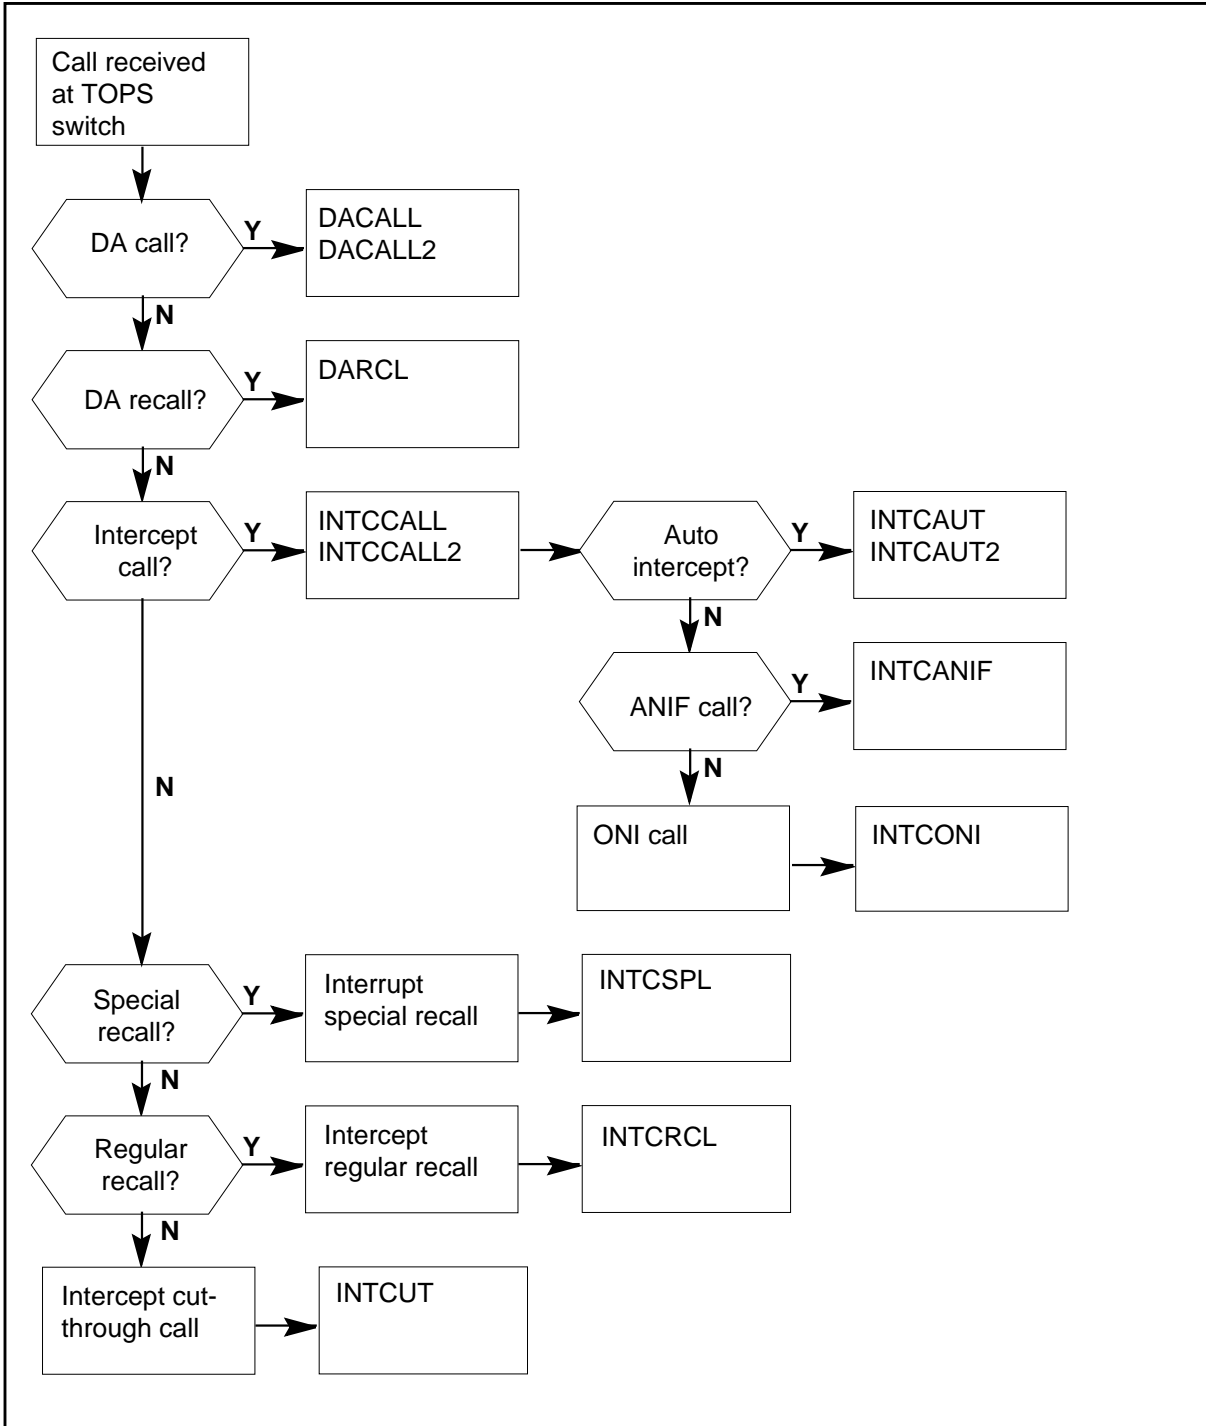 Call received
at TOPS
switch
DA call?
Y
DACALL
DACALL2
N
DA recall?
Y
DARCL
N
Intercept
call?
Y
INTCCALL
INTCCALL2
Auto
intercept?
Y
INTCAUT
INTCAUT2
N
ANIF call?
Y
INTCANIF
N
ONI call
INTCONI
N
Special
recall?
Y
Interrupt
special recall
INTCSPL
N
Regular
recall?
Y
Intercept
regular recall
INTCRCL
N
Intercept cut-
through call
INTCUT